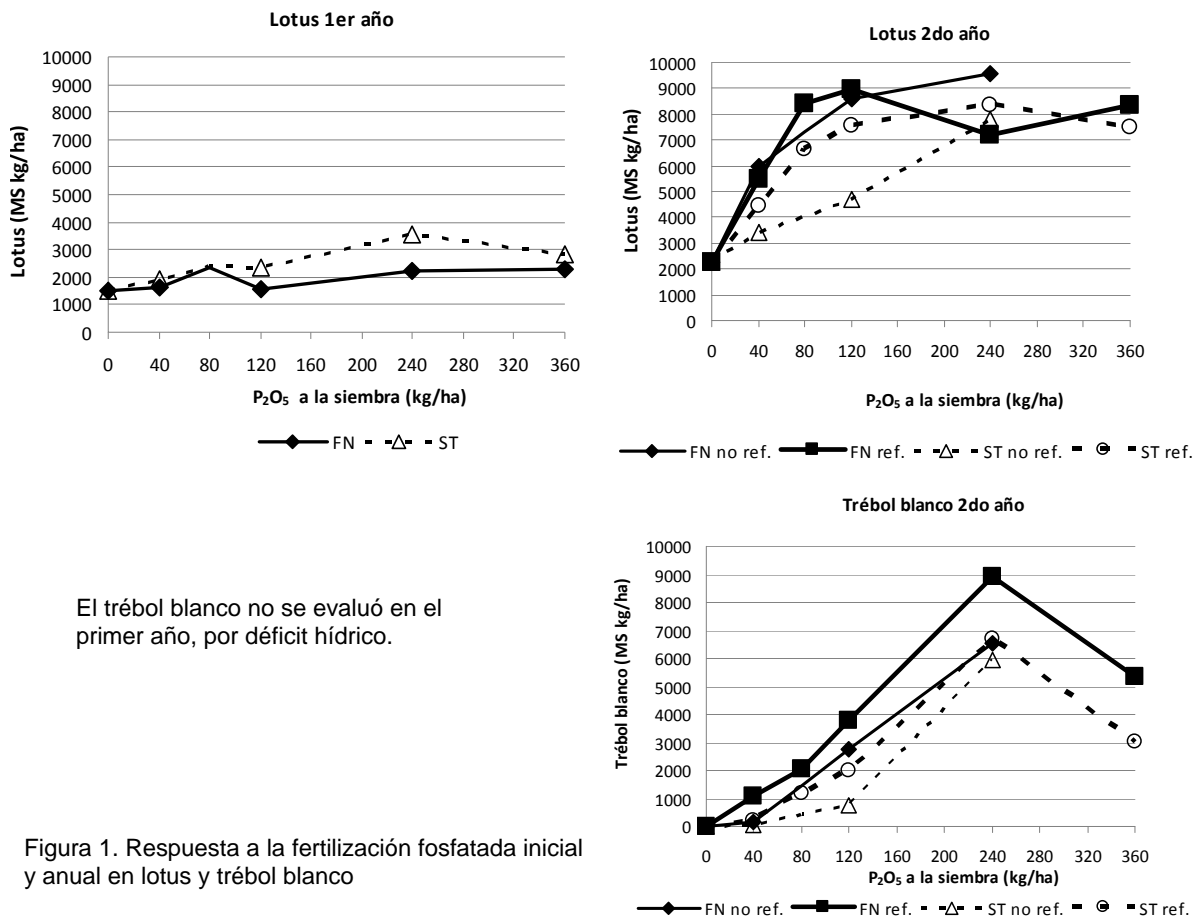 Lotus 1er año
Lotus (MS kg/ha)
10000
9000
8000
7000
6000
5000
4000
3000
2000
1000
0
0 40 80 120 160 200 240 280 320 360
P₂O₅ a la siembra (kg/ha)
FN ST
Lotus 2do año
Lotus (MS kg/ha)
10000
9000
8000
7000
6000
5000
4000
3000
2000
1000
0
0 40 80 120 160 200 240 280 320 360
P₂O₅ a la siembra (kg/ha)
FN no ref. FN ref. ST no ref. ST ref.
El trébol blanco no se evaluó en el
primer año, por déficit hídrico.
Trébol blanco 2do año
Trébol blanco (MS kg/ha)
10000
9000
8000
7000
6000
5000
4000
3000
2000
1000
0
0 40 80 120 160 200 240 280 320 360
P₂O₅ a la siembra (kg/ha)
FN no ref. FN ref. ST no ref. ST ref.
Figura 1. Respuesta a la fertilización fosfatada inicial
y anual en lotus y trébol blanco